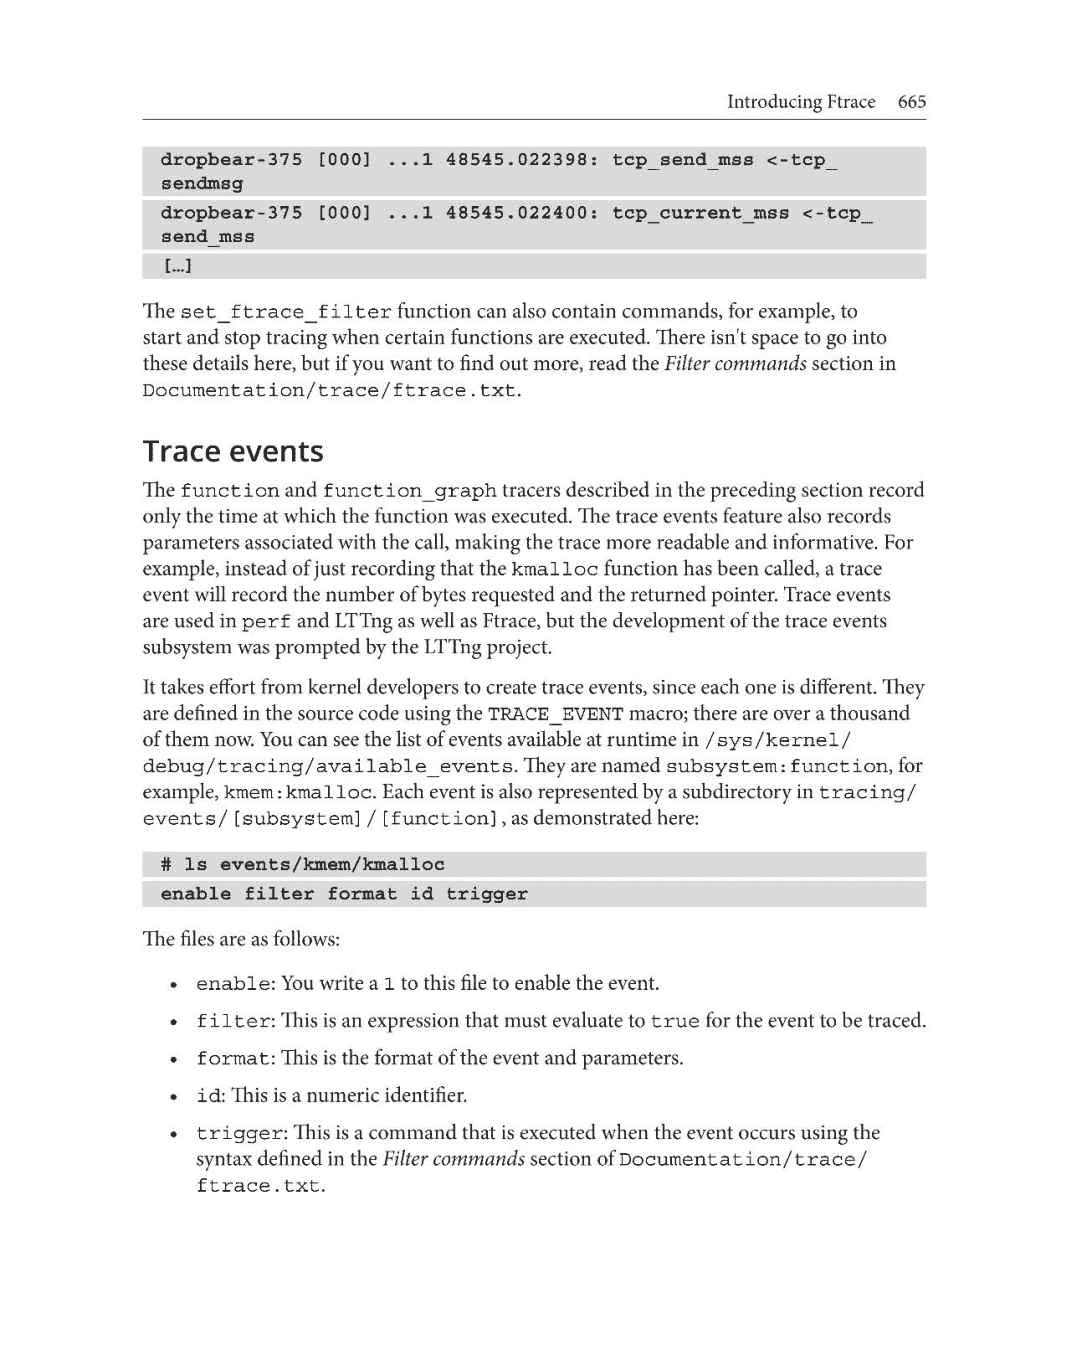 Introducing Ftrace 665
dropbear-375 [000] ...1 48545.022398: tcp_send_mss <-tcp_
sendmsg
dropbear-375 [000] ...1 48545.022400: tcp_current_mss <-tcp_
send_mss
[…]
The set_ftrace_filter function can also contain commands, for example, to
start and stop tracing when certain functions are executed. There isn't space to go into
these details here, but if you want to find out more, read the Filter commands section in
Documentation/trace/ftrace.txt.
Trace events
The function and function_graph tracers described in the preceding section record
only the time at which the function was executed. The trace events feature also records
parameters associated with the call, making the trace more readable and informative. For
example, instead of just recording that the kmalloc function has been called, a trace
event will record the number of bytes requested and the returned pointer. Trace events
are used in perf and LTTng as well as Ftrace, but the development of the trace events
subsystem was prompted by the LTTng project.
It takes effort from kernel developers to create trace events, since each one is different. They
are defined in the source code using the TRACE_EVENT macro; there are over a thousand
of them now. You can see the list of events available at runtime in /sys/kernel/
debug/tracing/available_events. They are named subsystem:function, for
example, kmem:kmalloc. Each event is also represented by a subdirectory in tracing/
events/[subsystem]/[function], as demonstrated here:
# ls events/kmem/kmalloc
enable filter format id trigger
The files are as follows:
• enable: You write a 1 to this file to enable the event.
• filter: This is an expression that must evaluate to true for the event to be traced.
• format: This is the format of the event and parameters.
• id: This is a numeric identifier.
• trigger: This is a command that is executed when the event occurs using the
syntax defined in the Filter commands section of Documentation/trace/
ftrace.txt.